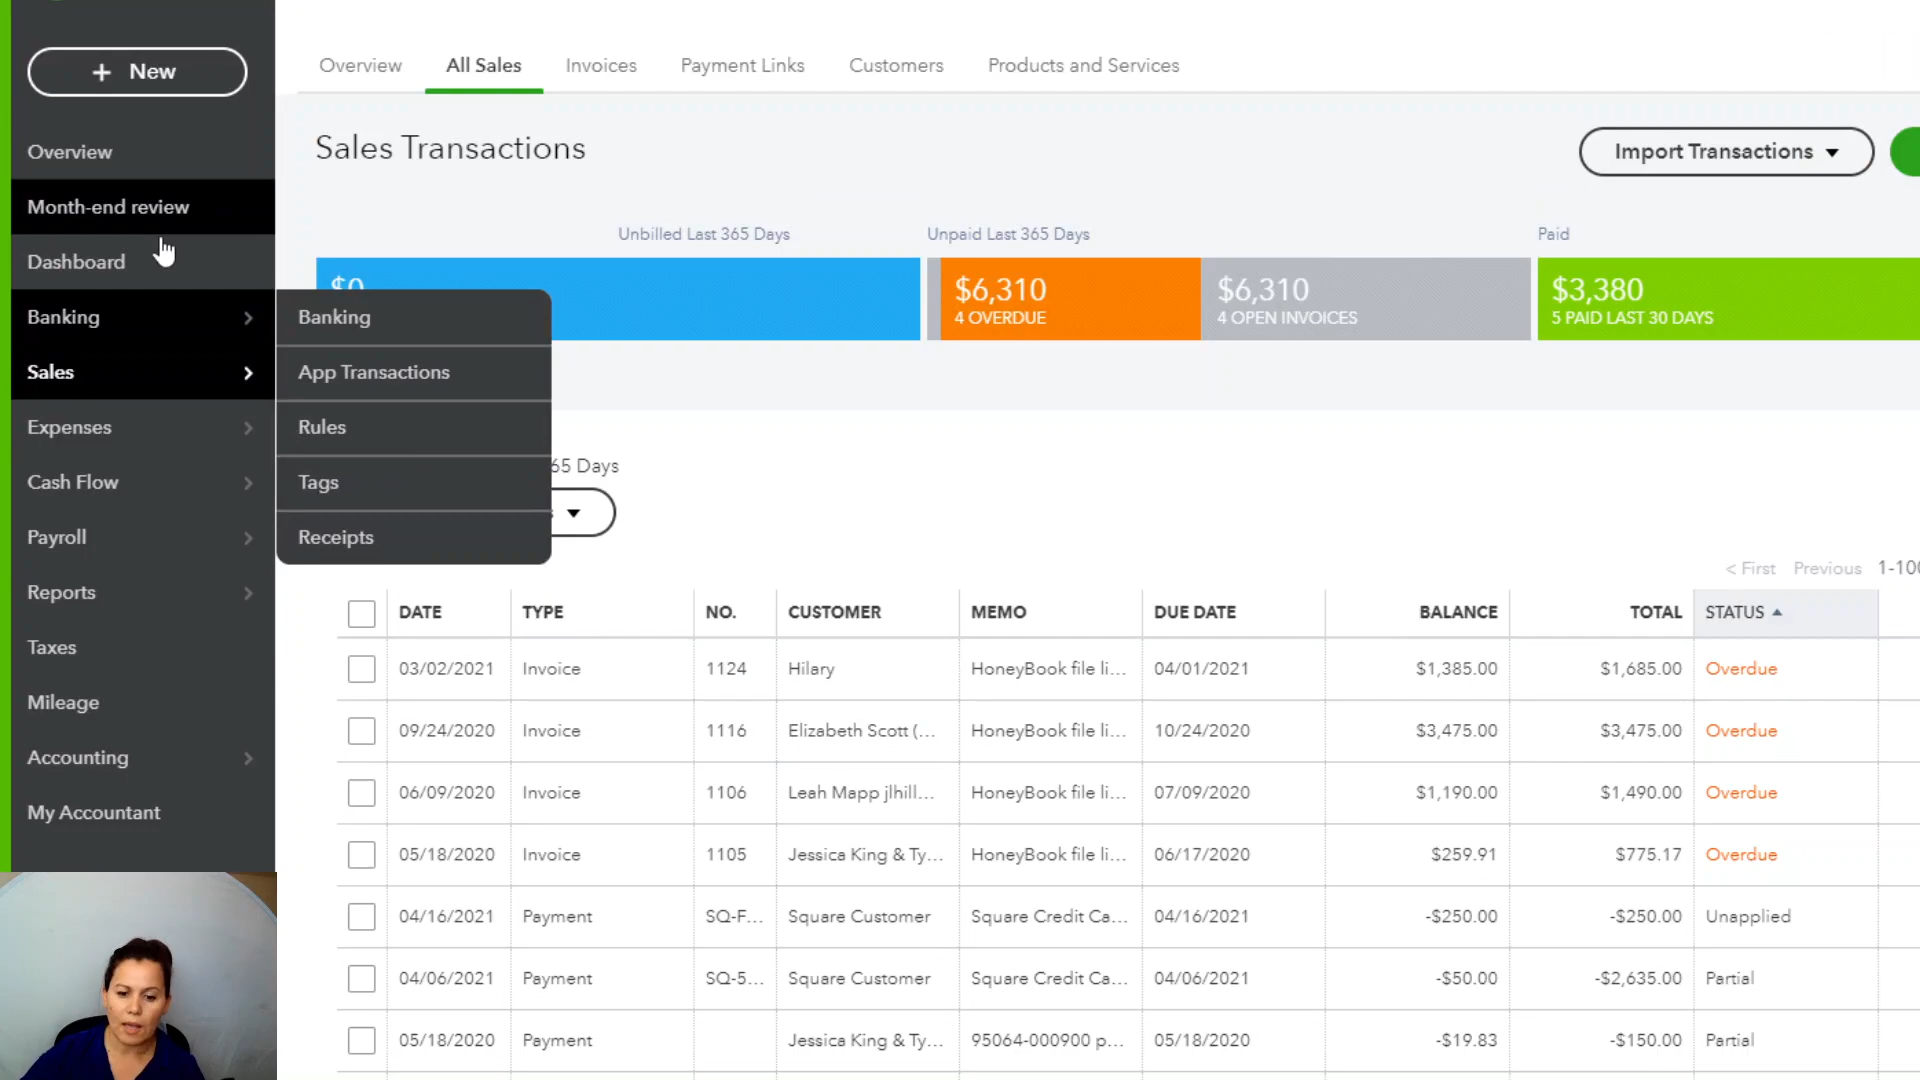 + New
Overview
Month-end review
Dashboard
Banking
Sales
Expenses
Cash Flow
Payroll
Reports
Taxes
Mileage
Accounting
My Accountant
Banking
App Transactions
Rules
Tags
Receipts
Overview All Sales Invoices Payment Links Customers Products and Services
Sales Transactions
Import Transactions
Unbilled Last 365 Days Unpaid Last 365 Days Paid
$0 $6,310 $6,310 $3,380
4 OVERDUE 4 OPEN INVOICES 5 PAID LAST 30 DAYS
65 Days
< First Previous 1-100
DATE TYPE NO. CUSTOMER MEMO DUE DATE BALANCE TOTAL STATUS
03/02/2021 Invoice 1124 Hilary HoneyBook file li... 04/01/2021 $1,385.00 $1,685.00 Overdue
09/24/2020 Invoice 1116 Elizabeth Scott (... HoneyBook file li... 10/24/2020 $3,475.00 $3,475.00 Overdue
06/09/2020 Invoice 1106 Leah Mapp jlhill... HoneyBook file li... 07/09/2020 $1,190.00 $1,490.00 Overdue
05/18/2020 Invoice 1105 Jessica King & Ty... HoneyBook file li... 06/17/2020 $259.91 $775.17 Overdue
04/16/2021 Payment SQ-F... Square Customer Square Credit Ca... 04/16/2021 -$250.00 -$250.00 Unapplied
04/06/2021 Payment SQ-5... Square Customer Square Credit Ca... 04/06/2021 -$50.00 -$2,635.00 Partial
05/18/2020 Payment Jessica King & Ty... 95064-000900 p... 05/18/2020 -$19.83 -$150.00 Partial